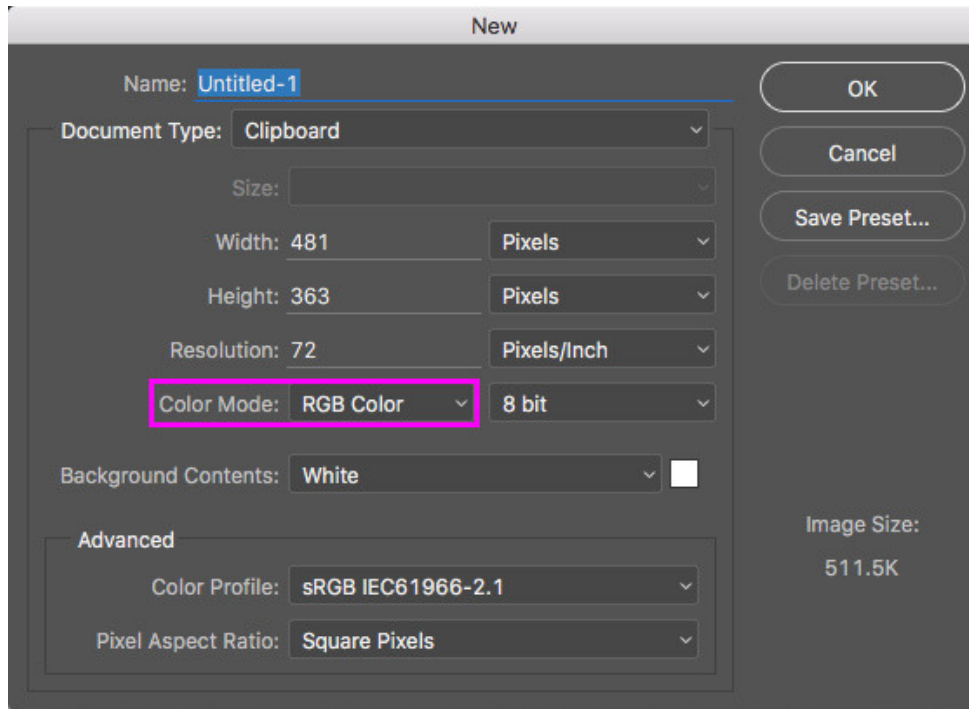 New
Name: Untitled-1
OK
Document Type: Clipboard
Cancel
Size:
Save Preset...
Width: 481 Pixels
Delete Preset...
Height: 363 Pixels
Resolution: 72 Pixels/Inch
Color Mode: RGB Color 8 bit
Background Contents: White
Image Size:
511.5K
Advanced
Color Profile: sRGB IEC61966-2.1
Pixel Aspect Ratio: Square Pixels